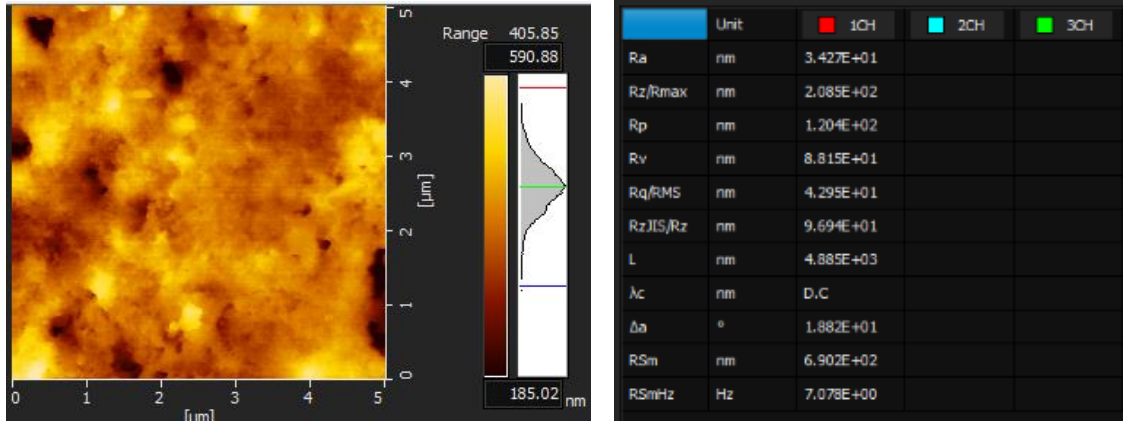 Range 405.85
590.88
185.02 nm
5
4
3
2
1
0
[µm]
0 1 2 3 4 5
[µm]
Unit 1CH 2CH 3CH
Ra nm 3.427E+01
Rz/Rmax nm 2.085E+02
Rp nm 1.204E+02
Rv nm 8.815E+01
Rq/RMS nm 4.295E+01
RzJIS/Rz nm 9.694E+01
L nm 4.885E+03
λc nm D.C
Δa ° 1.882E+01
RSm nm 6.902E+02
RSmHz Hz 7.078E+00